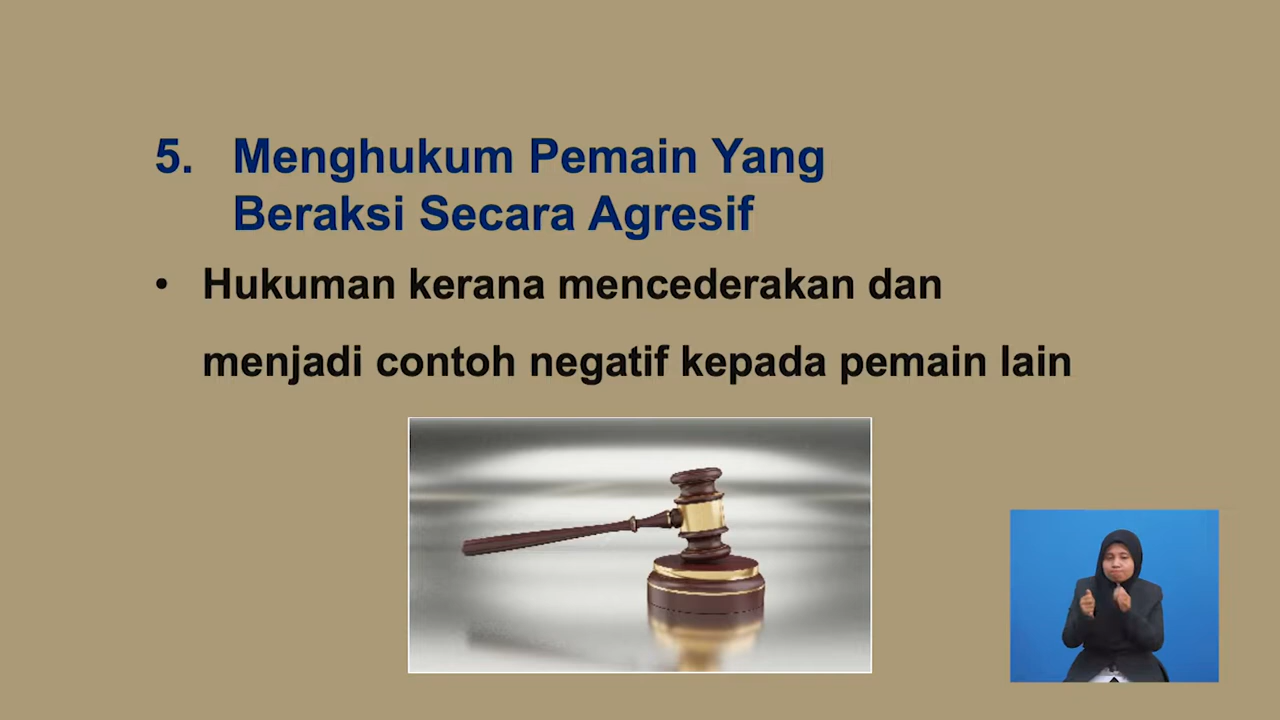 5. Menghukum Pemain Yang
Beraksi Secara Agresif
• Hukuman kerana mencederakan dan
menjadi contoh negatif kepada pemain lain